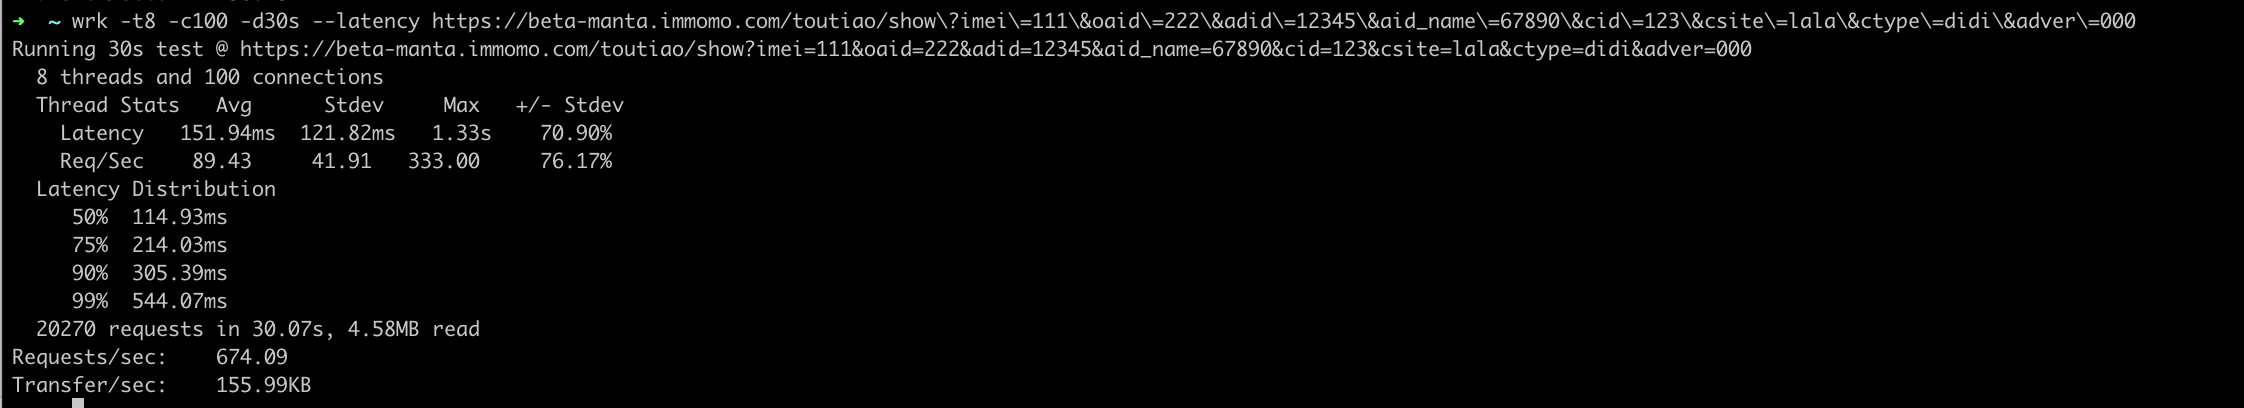 ➜  ~ wrk -t8 -c100 -d30s --latency https://beta-manta.immomo.com/toutiao/show\?imei\=111\&oaid\=222\&adid\=12345\&aid_name\=67890\&cid\=123\&csite\=lala\&ctype\=didi\&adver\=000
Running 30s test @ https://beta-manta.immomo.com/toutiao/show?imei=111&oaid=222&adid=12345&aid_name=67890&cid=123&csite=lala&ctype=didi&adver=000
  8 threads and 100 connections
  Thread Stats   Avg      Stdev     Max   +/- Stdev
    Latency   151.94ms  121.82ms   1.33s    70.90%
    Req/Sec    89.43     41.91   333.00     76.17%
  Latency Distribution
     50%  114.93ms
     75%  214.03ms
     90%  305.39ms
     99%  544.07ms
  20270 requests in 30.07s, 4.58MB read
Requests/sec:    674.09
Transfer/sec:    155.99KB